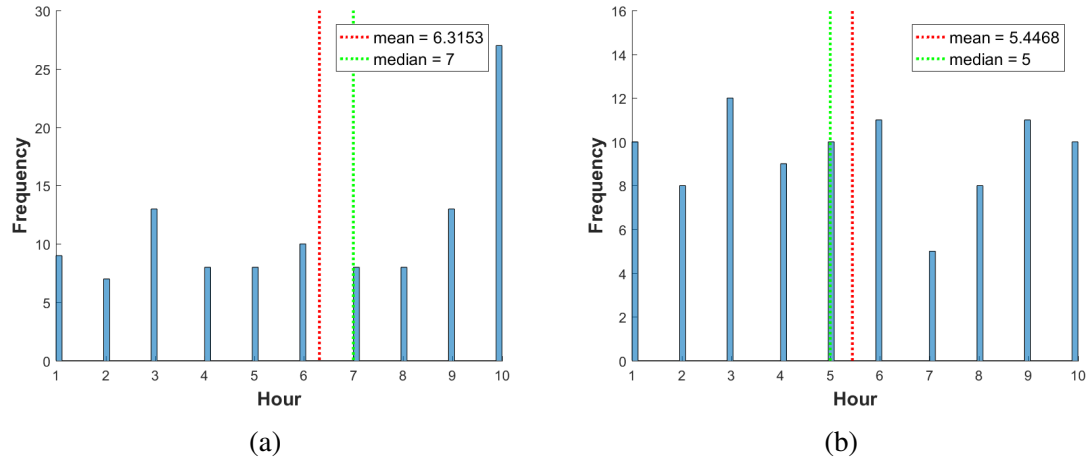 30
25
20
15
10
5
0
Frequency
mean = 6.3153
median = 7
1 2 3 4 5 6 7 8 9 10
Hour
(a)
16
14
12
10
8
6
4
2
0
Frequency
mean = 5.4468
median = 5
1 2 3 4 5 6 7 8 9 10
Hour
(b)